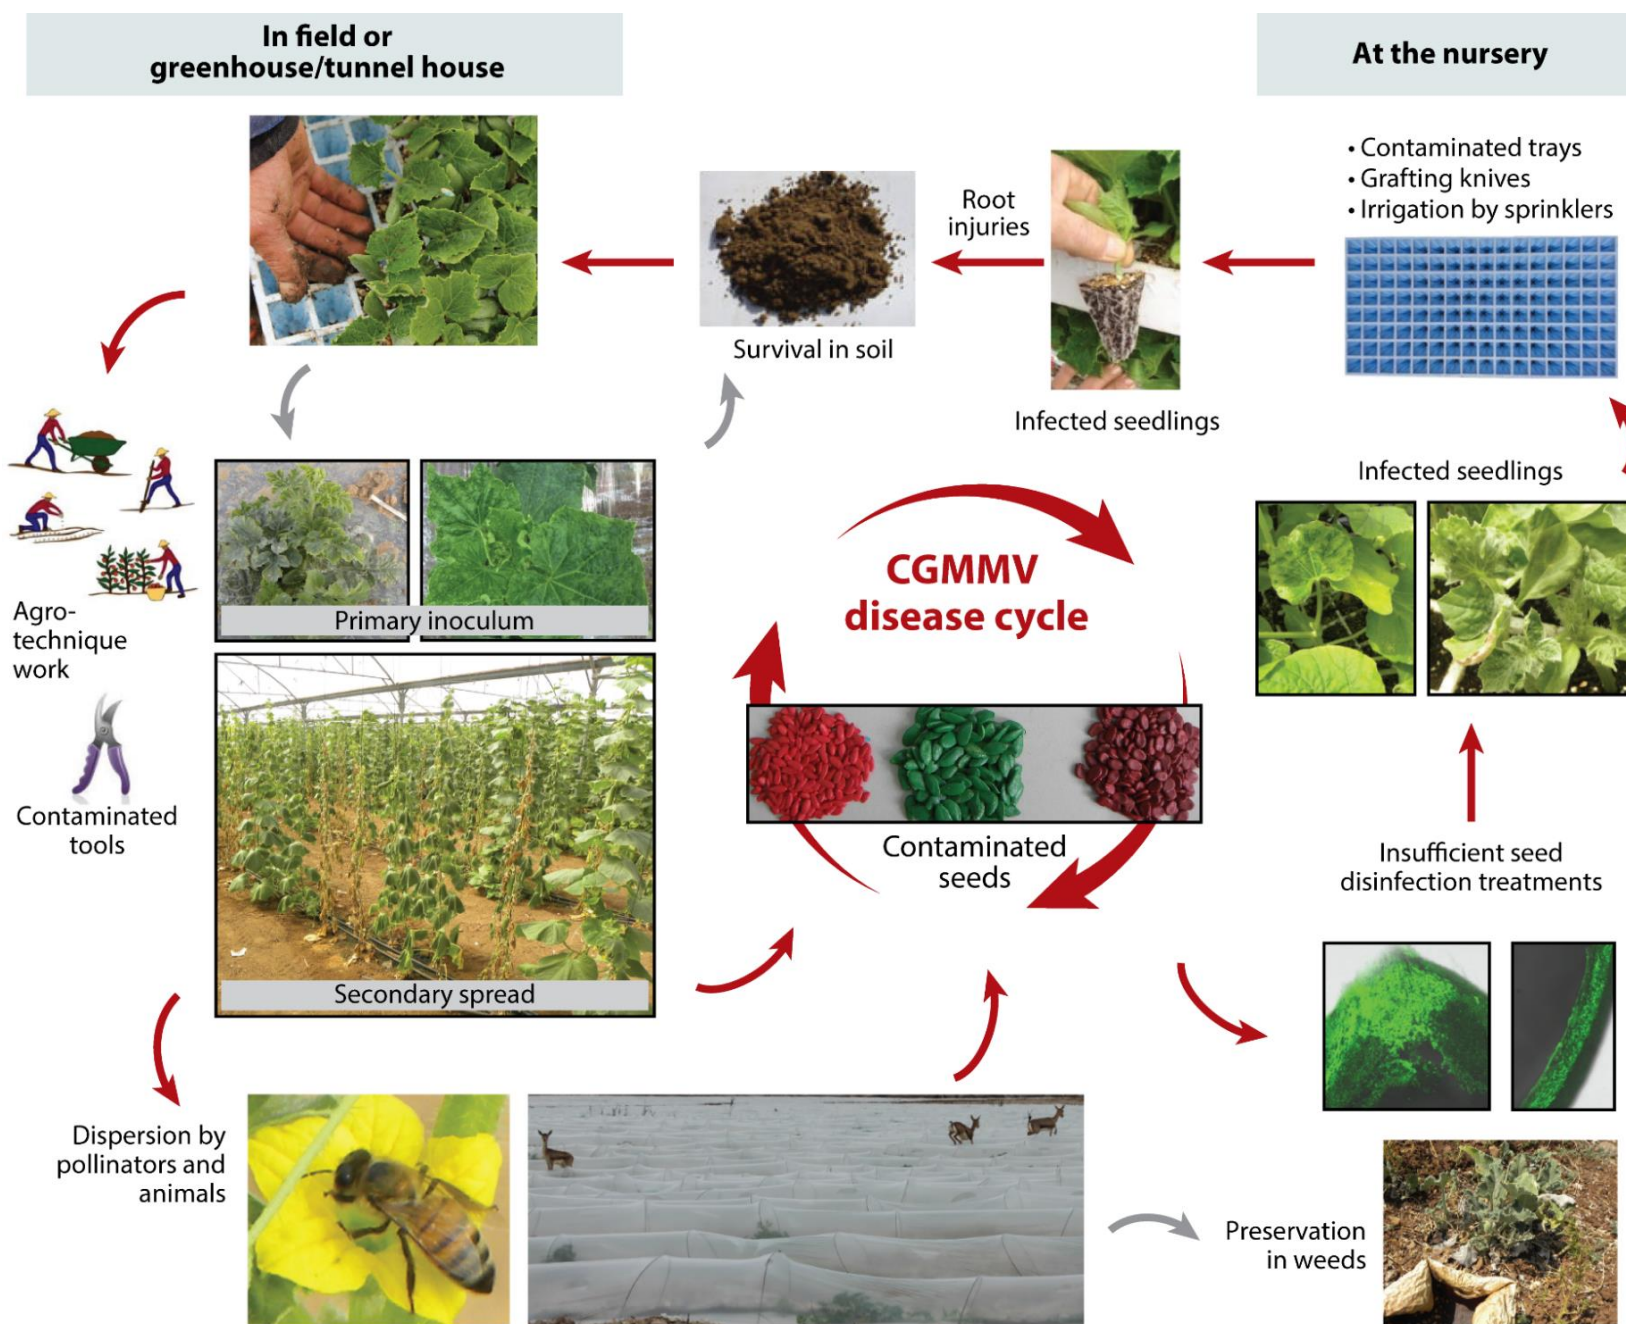 In field or
greenhouse/tunnel house
At the nursery
• Contaminated trays
• Grafting knives
• Irrigation by sprinklers
Root
injuries
Survival in soil
Infected seedlings
Infected seedlings
Primary inoculum
Agro-
technique
work
Contaminated
tools
Secondary spread
CGMMV
disease cycle
Contaminated
seeds
Insufficient seed
disinfection treatments
Dispersion by
pollinators and
animals
Preservation
in weeds